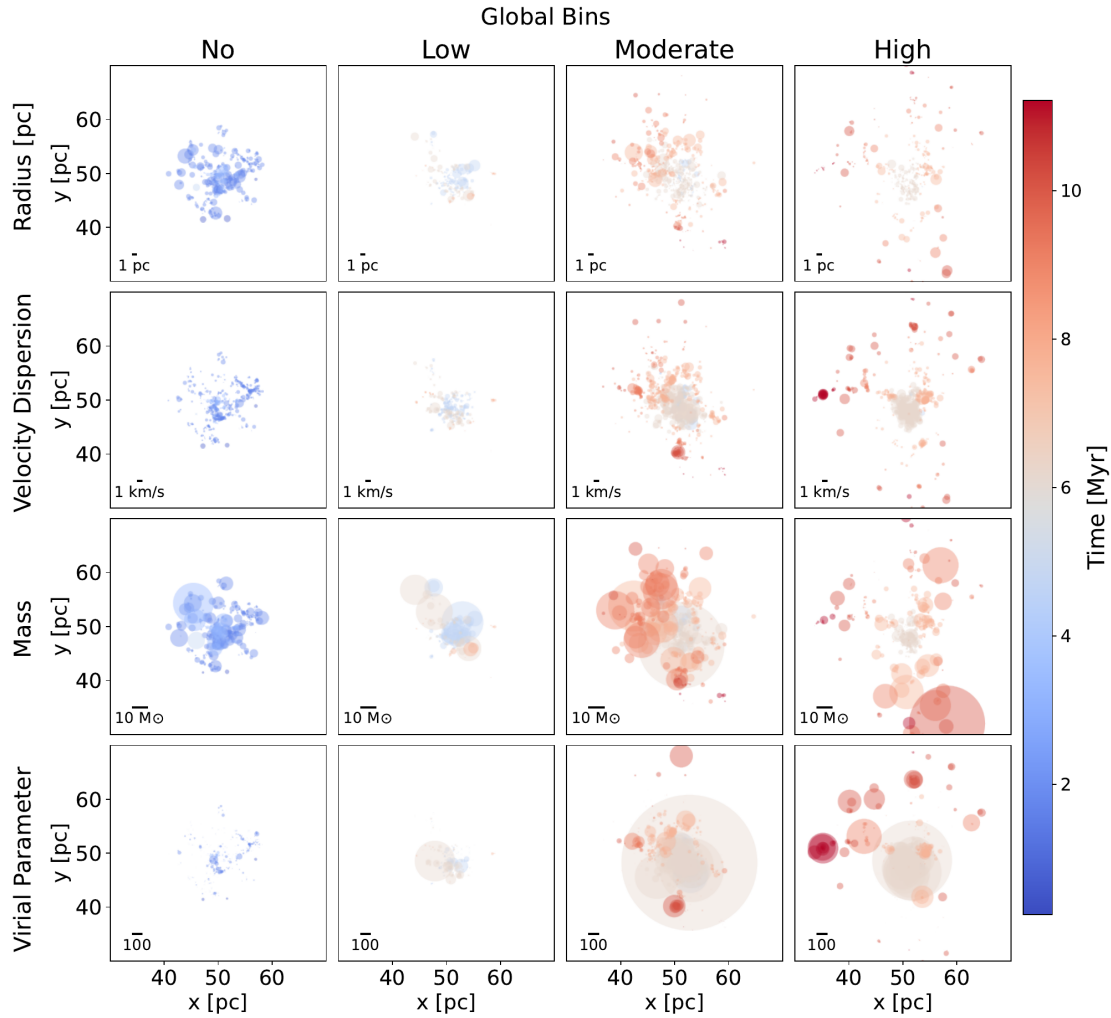 Global Bins
No Low Moderate High
Radius [pc]
y [pc]
60
50
40
1 pc 1 pc 1 pc 1 pc
Velocity Dispersion
y [pc]
60
50
40
1 km/s 1 km/s 1 km/s 1 km/s
Mass
y [pc]
60
50
40
10 M⊙ 10 M⊙ 10 M⊙ 10 M⊙
Virial Parameter
y [pc]
60
50
40
100 100 100 100
40 50 60 40 50 60 40 50 60 40 50 60
x [pc] x [pc] x [pc] x [pc]
10
8
6
4
2
Time [Myr]